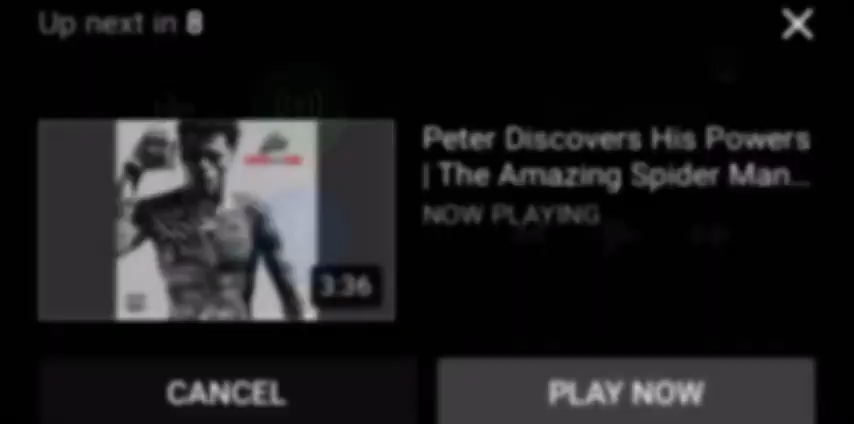 Up next in 8
Peter Discovers His Powers
| The Amazing Spider Man...
NOW PLAYING
3:36
CANCEL
PLAY NOW